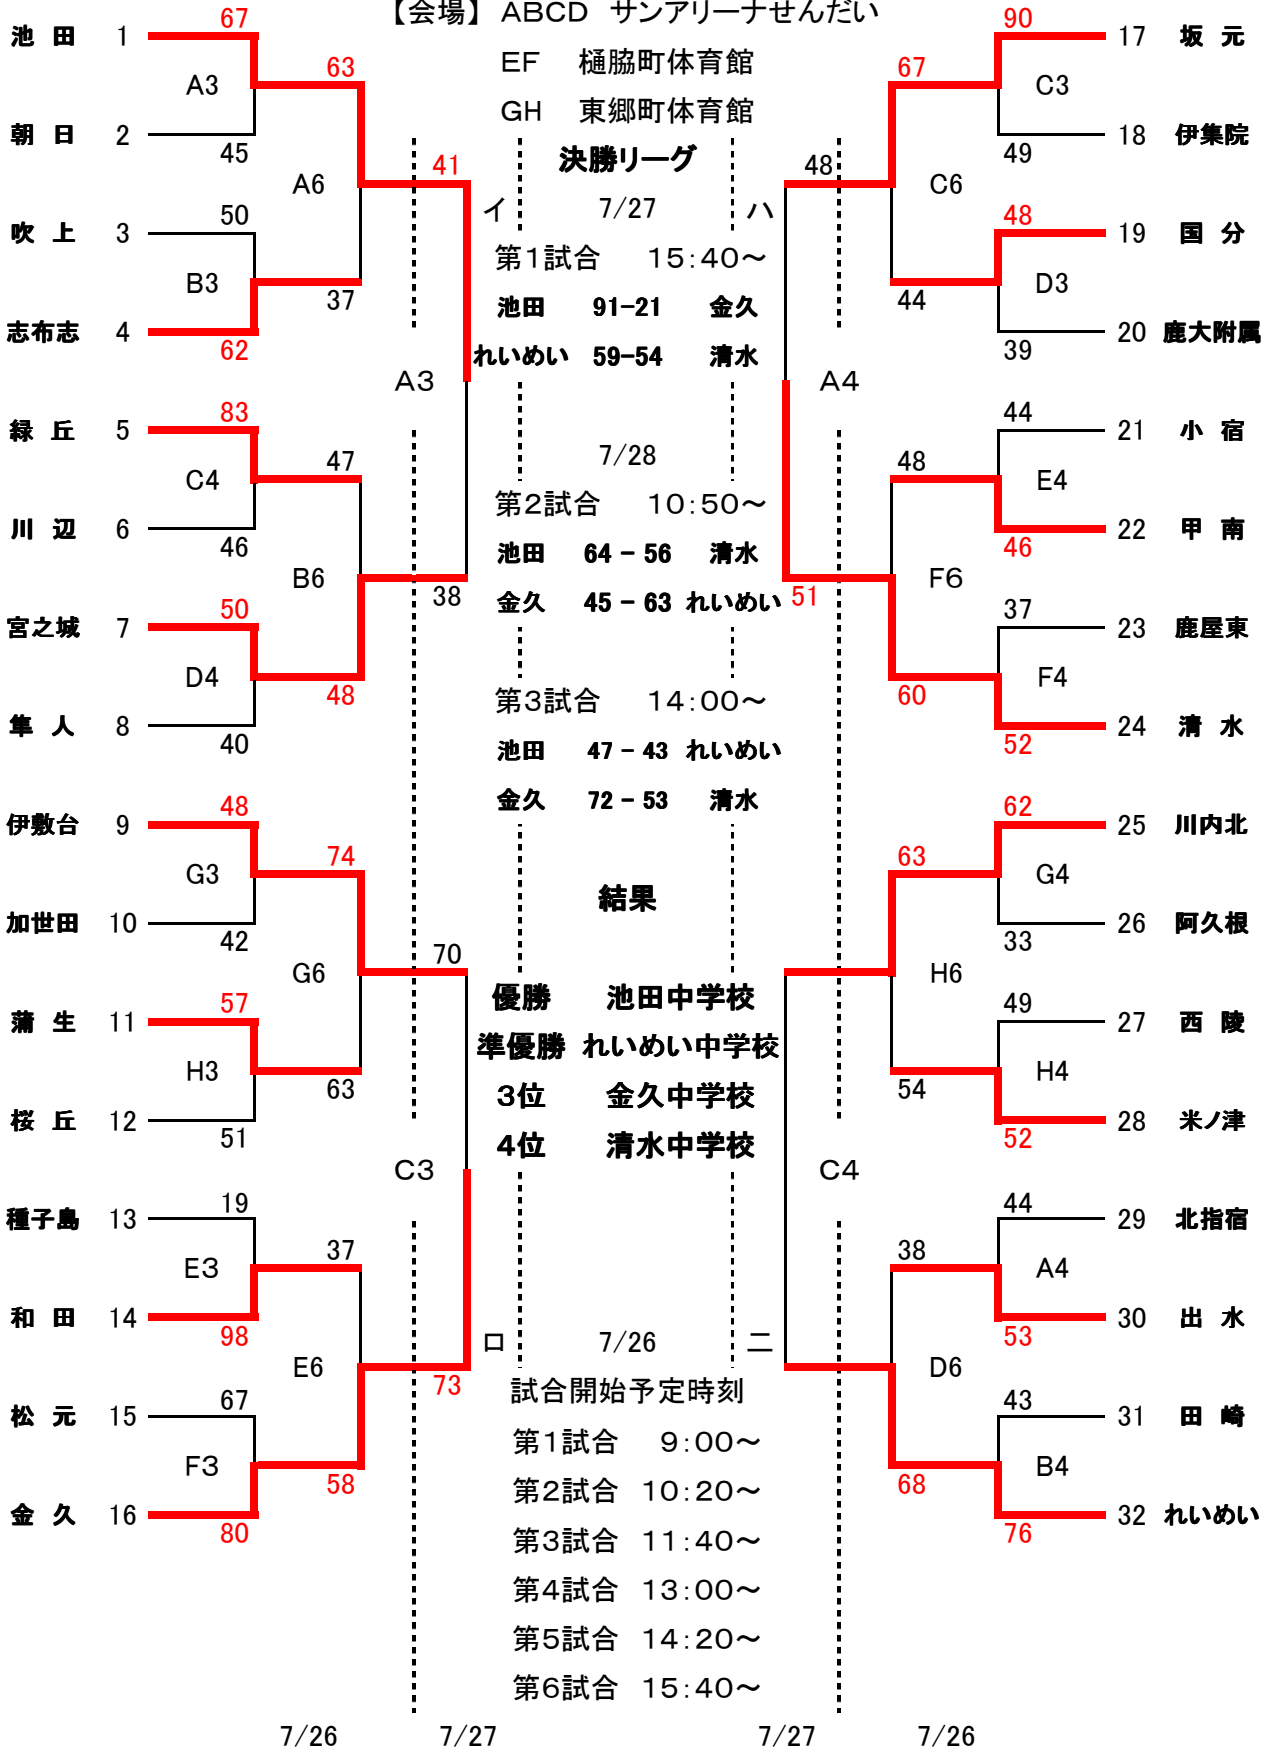 【会場】 ABCD サンアリーナせんだい
EF 樋脇町体育館
GH 東郷町体育館
池田 1
67
A3
朝日 2
45
63
A6
吹上 3
50
B3
志布志 4
62
37
41
A3
緑丘 5
83
C4
川辺 6
46
47
B6
宮之城 7
50
D4
隼人 8
40
48
38
伊敷台 9
48
G3
加世田 10
42
74
G6
蒲生 11
57
H3
桜丘 12
51
63
70
C3
種子島 13
19
E3
和田 14
98
37
E6
松元 15
67
F3
金久 16
80
58
73
決勝リーグ
イ 7/27 ハ
第1試合 15:40～
池田 91-21 金久
れいめい 59-54 清水
7/28
第2試合 10:50～
池田 64-56 清水
金久 45-63 れいめい
第3試合 14:00～
池田 47-43 れいめい
金久 72-53 清水
結果
優勝 池田中学校
準優勝 れいめい中学校
3位 金久中学校
4位 清水中学校
ロ 7/26 ニ
試合開始予定時刻
第1試合 9:00～
第2試合 10:20～
第3試合 11:40～
第4試合 13:00～
第5試合 14:20～
第6試合 15:40～
90
17 坂元
C3
18 伊集院
49
67
C6
48
19 国分
D3
20 鹿大附属
39
44
48
A4
44
21 小宿
E4
22 甲南
46
48
F6
37
23 鹿屋東
F4
24 清水
52
60
51
62
25 川内北
G4
26 阿久根
33
63
H6
49
27 西陵
H4
28 米ノ津
52
54
C4
44
29 北指宿
A4
30 出水
53
38
D6
43
31 田崎
B4
32 れいめい
76
68
7/26 7/27 7/27 7/26